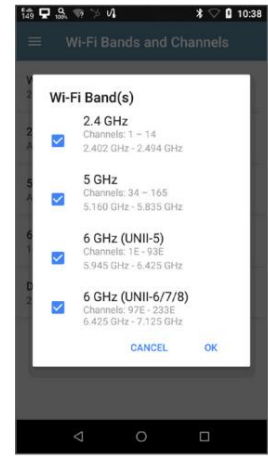 149 100% 10:38
Wi-Fi Bands and Channels
Wi-Fi Band(s)
2.4 GHz
Channels: 1 – 14
2.402 GHz - 2.494 GHz
5 GHz
Channels: 34 – 165
5.160 GHz - 5.835 GHz
6 GHz (UNII-5)
Channels: 1E - 93E
5.945 GHz - 6.425 GHz
6 GHz (UNII-6/7/8)
Channels: 97E - 233E
6.425 GHz - 7.125 GHz
CANCEL OK